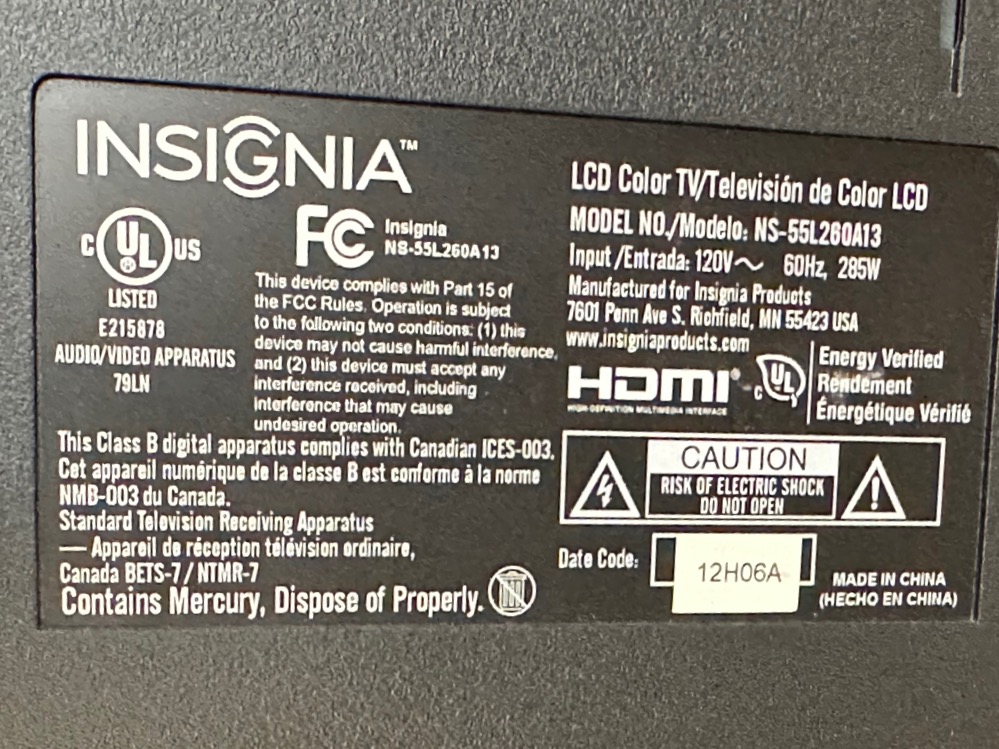 INSIGNIA™
C UL US
®
LISTED
E215878
AUDIO/VIDEO APPARATUS
79LN
FC Insignia
NS-55L260A13
This device complies with Part 15 of
the FCC Rules. Operation is subject
to the following two conditions: (1) this
device may not cause harmful interference,
and (2) this device must accept any
interference received, including
interference that may cause
undesired operation.
This Class B digital apparatus complies with Canadian ICES-003.
Cet appareil numérique de la classe B est conforme à la norme
NMB-003 du Canada.
Standard Television Receiving Apparatus
— Appareil de réception télévision ordinaire,
Canada BETS-7/ NTMR-7
Contains Mercury, Dispose of Properly.
LCD Color TV/Televisión de Color LCD
MODEL NO./Modelo: NS-55L260A13
Input /Entrada: 120V～ 60Hz, 285W
Manufactured for Insignia Products
7601 Penn Ave S. Richfield, MN 55423 USA
www.insigniaproducts.com
HDMI®
HIGH-DEFINITION MULTIMEDIA INTERFACE
C UL
Energy Verified
Rendement
Énergétique Vérifié
CAUTION
RISK OF ELECTRIC SHOCK
DO NOT OPEN
Date Code: 12H06A
MADE IN CHINA
(HECHO EN CHINA)